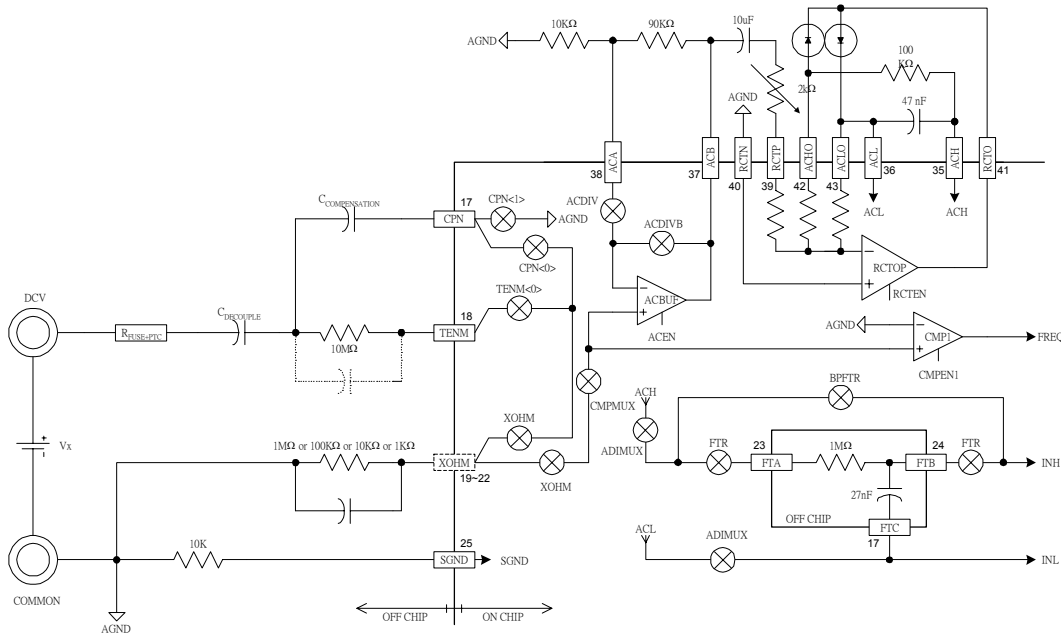 AGND
10KΩ
90KΩ
10uF
2kΩ
100
KΩ
47 nF
AGND
ACA
38
ACB
37
RCTN
40
RCTP
39
ACHO
42
ACLO
43
ACL
36
ACH
35
RCTO
41
ACL
ACH
C COMPENSATION
17
CPN
CPN<1>
AGND
CPN<0>
ACDIV
ACDIVB
ACBUF
ACEN
RCTOP
RCTEN
DCV
R FUSE+PTC
C DECOUPLE
10MΩ
18
TENM
TENM<0>
AGND
CMP1
CMPEN1
FREQ
Vx
1MΩ or 100KΩ or 10KΩ or 1KΩ
XOHM
19~22
XOHM
XOHM
CMPMUX
ACH
ADIMUX
BPFTR
FTR
23
FTA
1MΩ
24
FTB
FTR
INH
27nF
OFF CHIP
FTC
17
ACL
ADIMUX
INL
10K
25
SGND
SGND
COMMON
AGND
OFF CHIP
ON CHIP